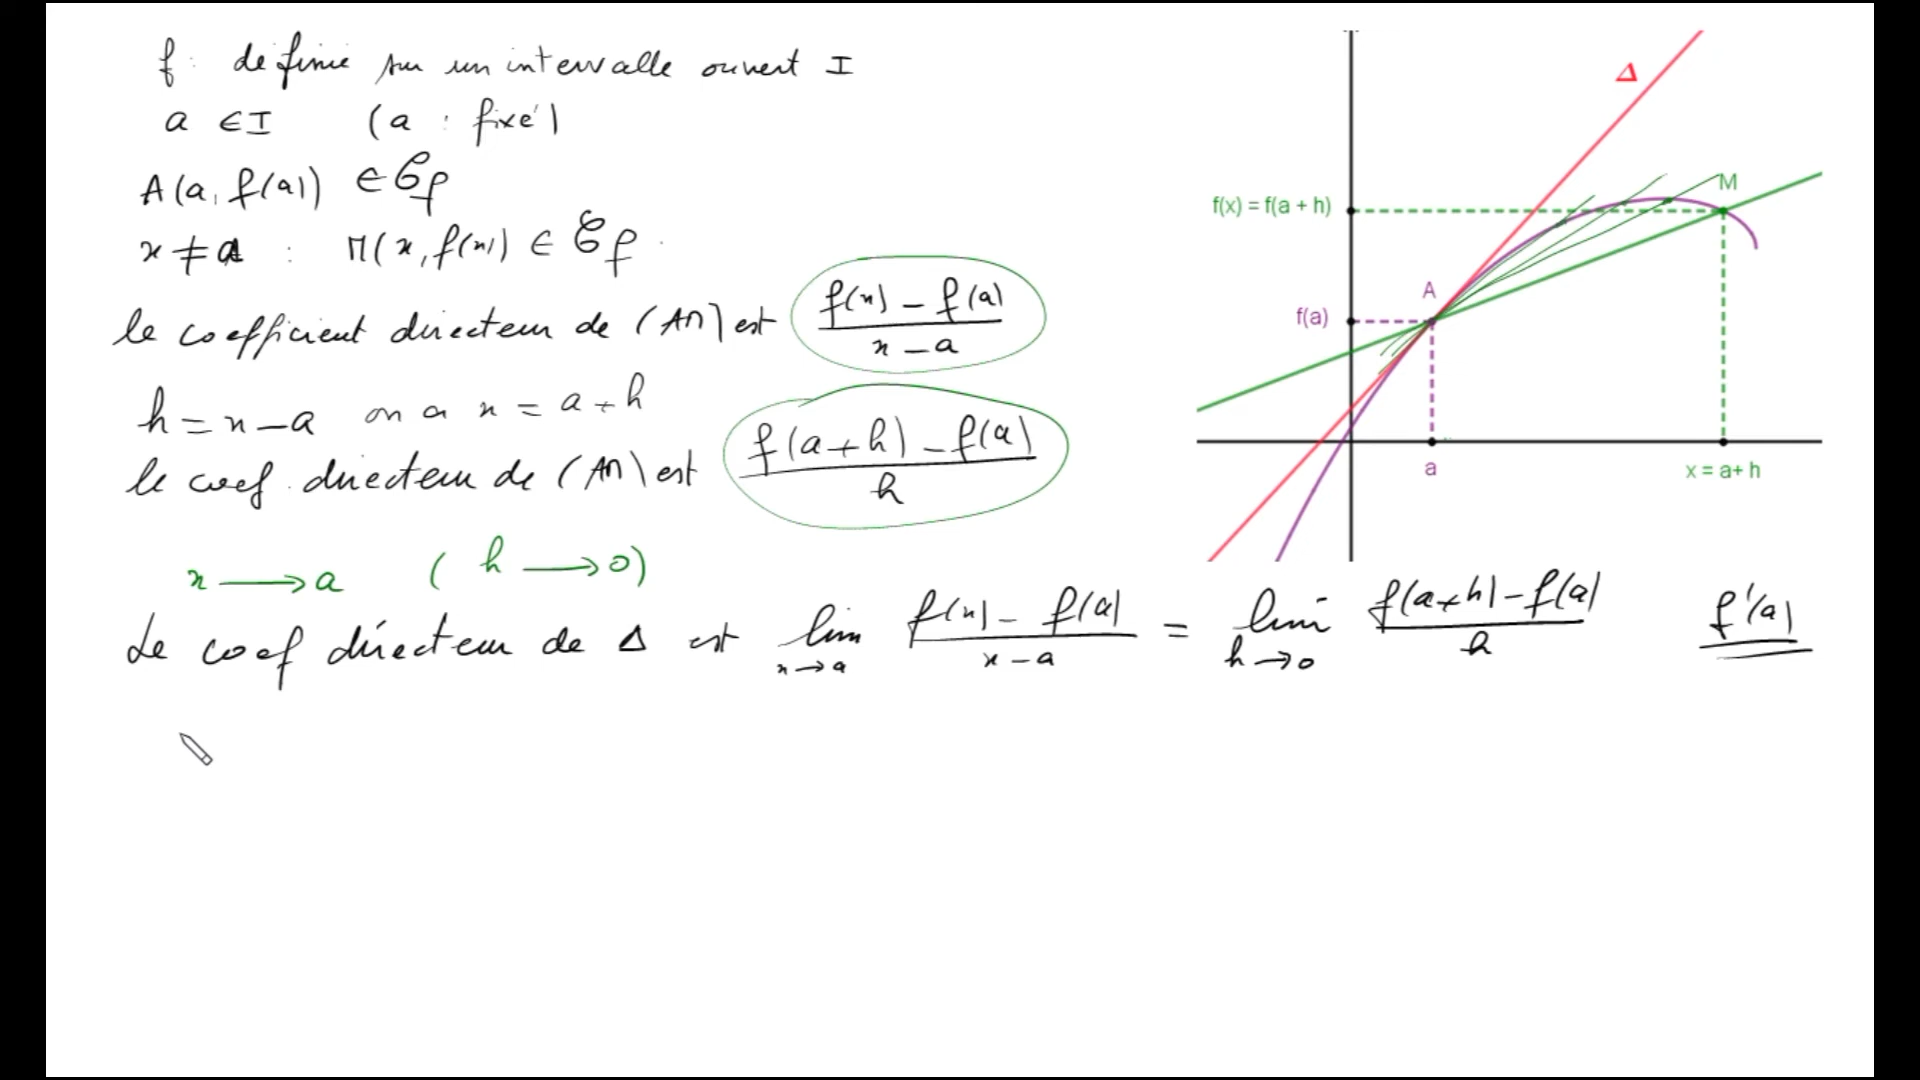 f : définie sur un intervalle ouvert I
a ∈ I (a : fixé)
A(a, f(a)) ∈ 𝒞f
x ≠ a : M(x, f(x)) ∈ 𝒞f
le coefficient directeur de (AM) est (f(x) - f(a)) / (x - a)
h = x - a on a x = a + h
le coef. directeur de (AM) est (f(a+h) - f(a)) / h
x → a ( h → 0)
Le coef directeur de Δ est lim x→a (f(x) - f(a)) / (x - a) = lim h→0 (f(a+h) - f(a)) / h f'(a)
Δ
M
f(x) = f(a + h)
A
f(a)
a
x = a+ h